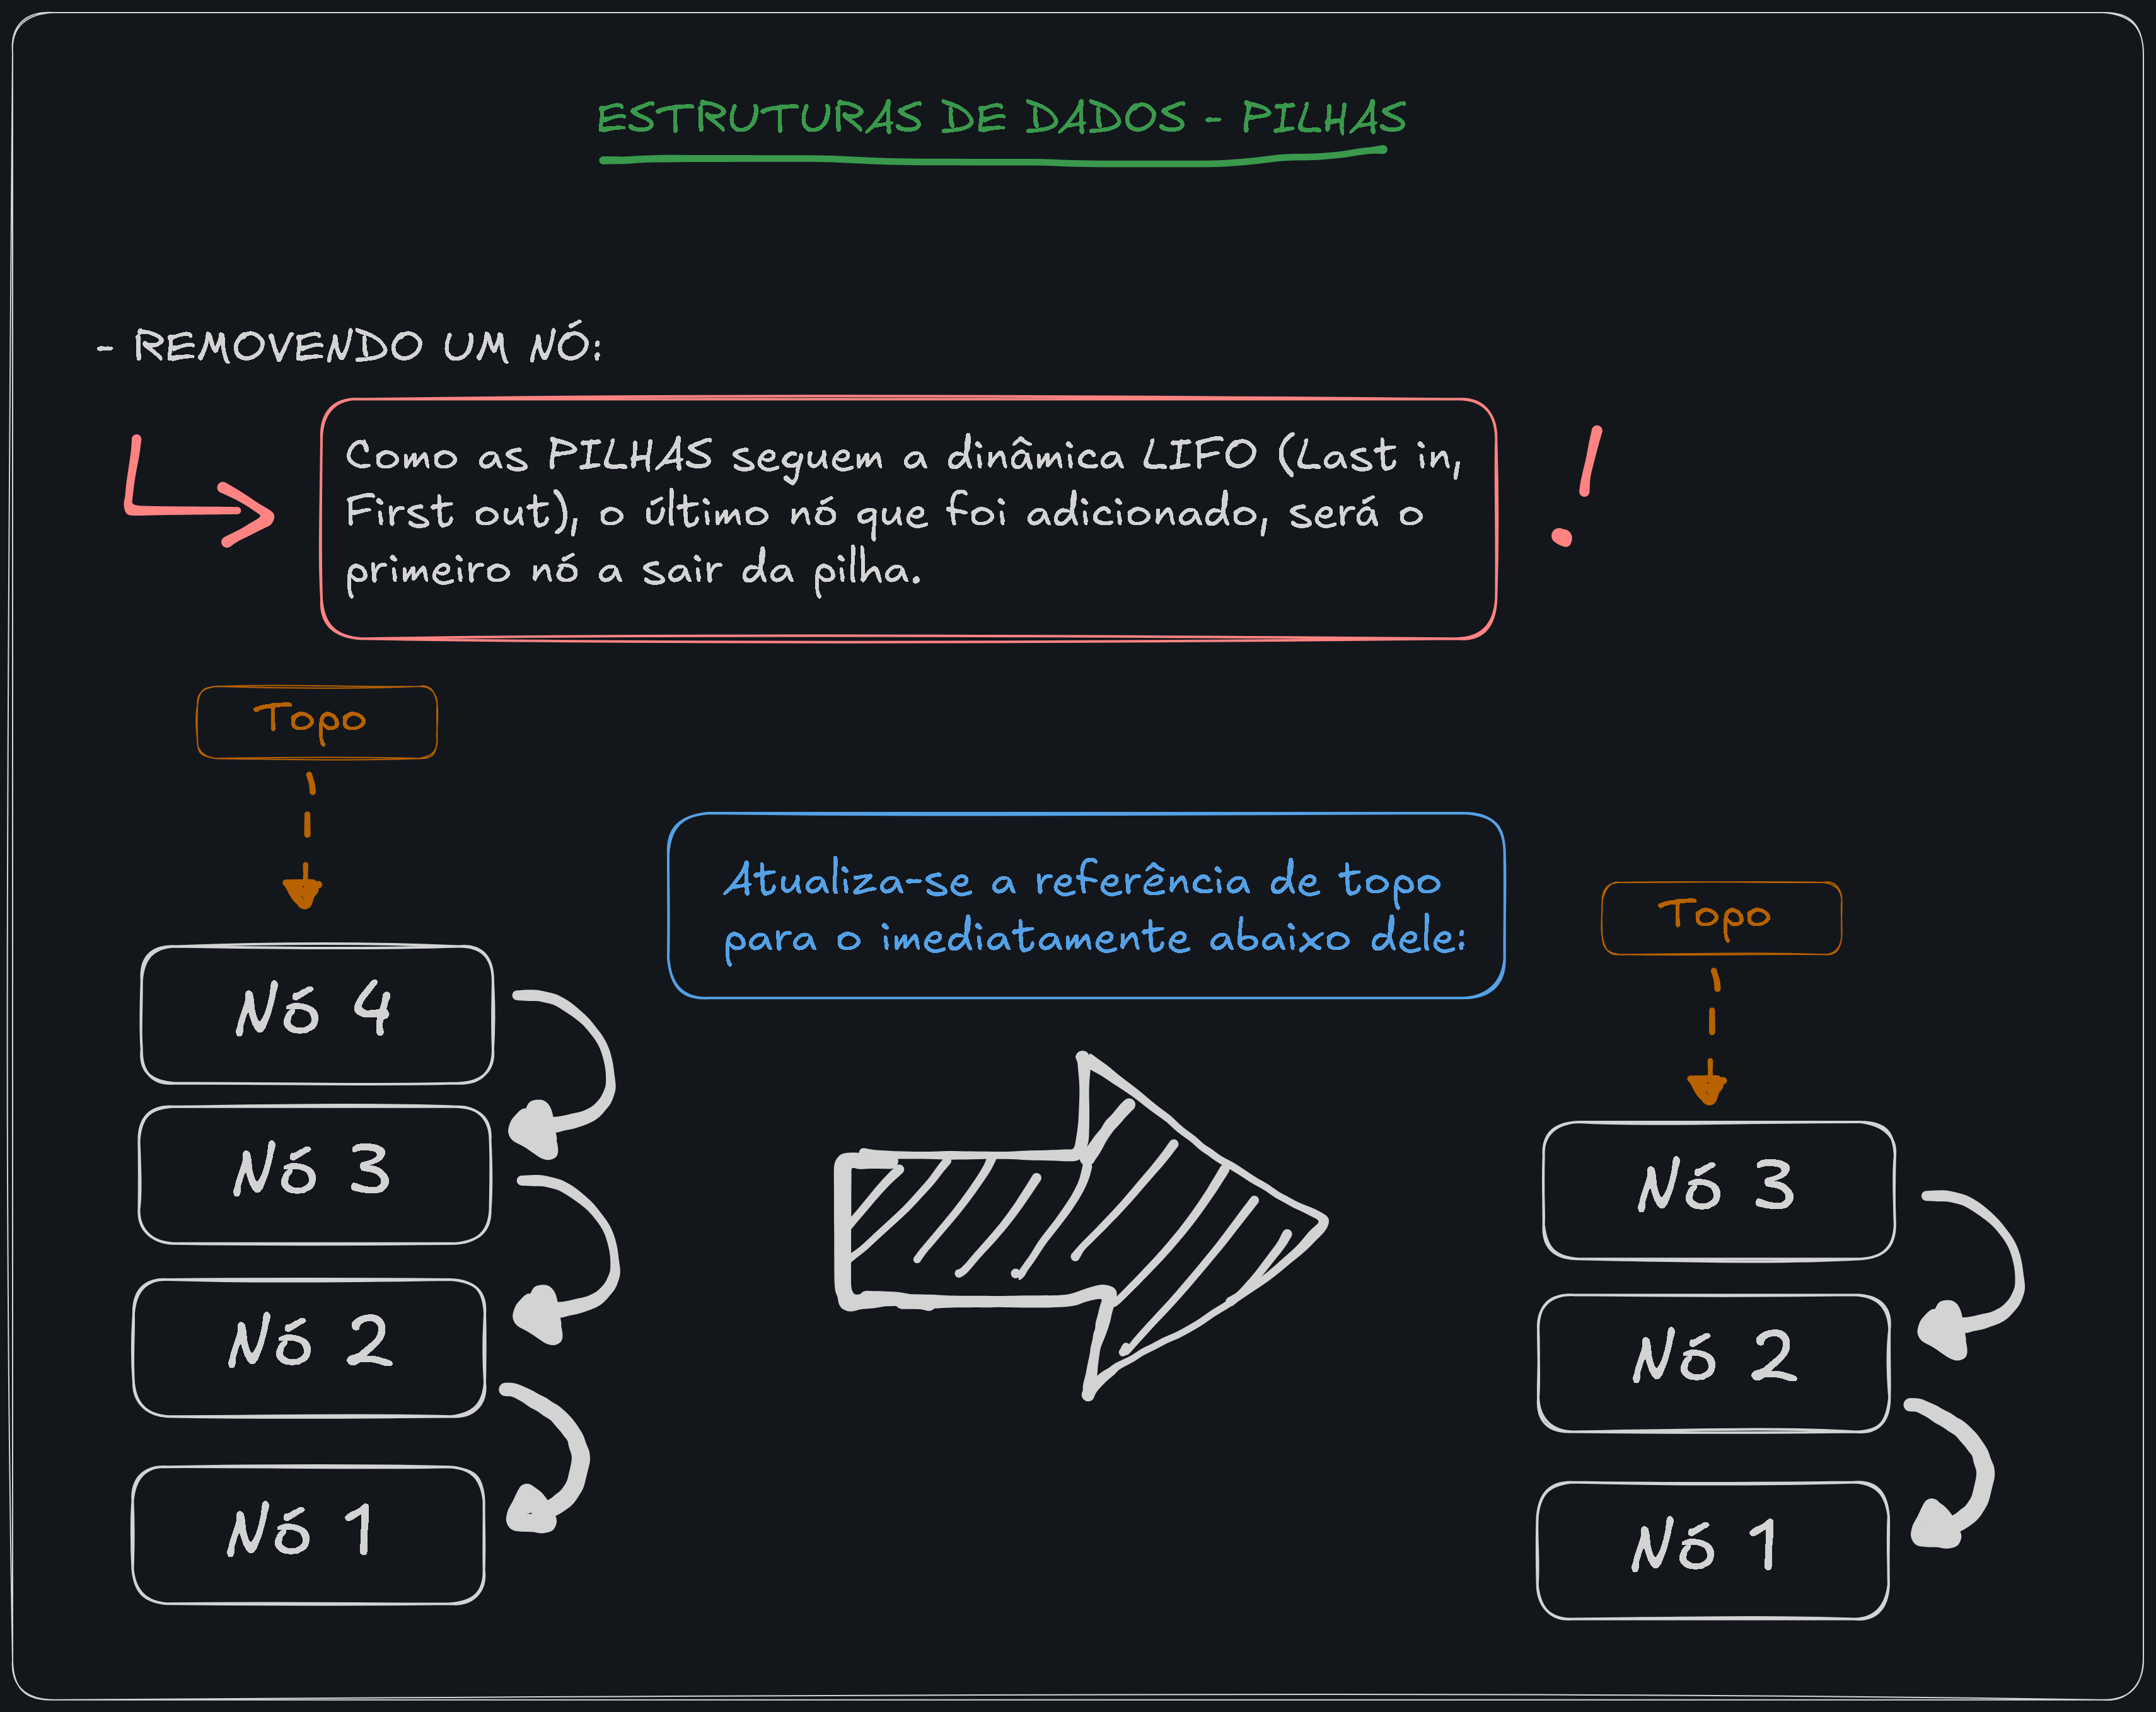 ESTRUTURAS DE DADOS - PILHAS
- REMOVENDO UM NÓ:
Como as PILHAS seguem a dinâmica LIFO (Last in,
First out), o último nó que foi adicionado, será o
primeiro nó a sair da pilha.
!
Topo
Atualiza-se a referência de topo
para o imediatamente abaixo dele:
Topo
Nó 4
Nó 3
Nó 2
Nó 1
Nó 3
Nó 2
Nó 1